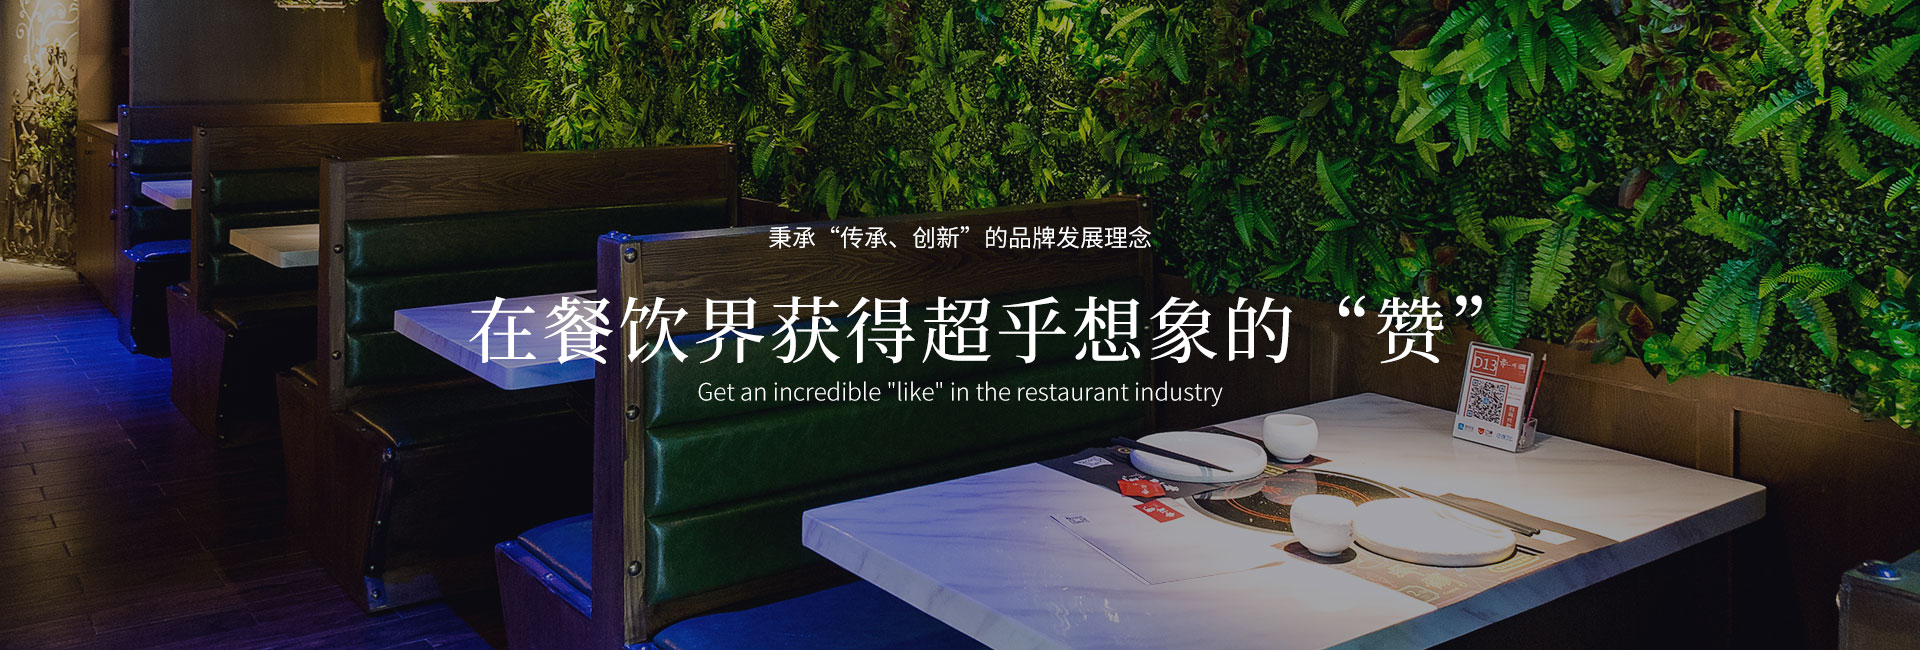 秉承“传承、创新”的品牌发展理念
在餐饮界获得超乎想象的“赞”
Get an incredible "like" in the restaurant industry
D13